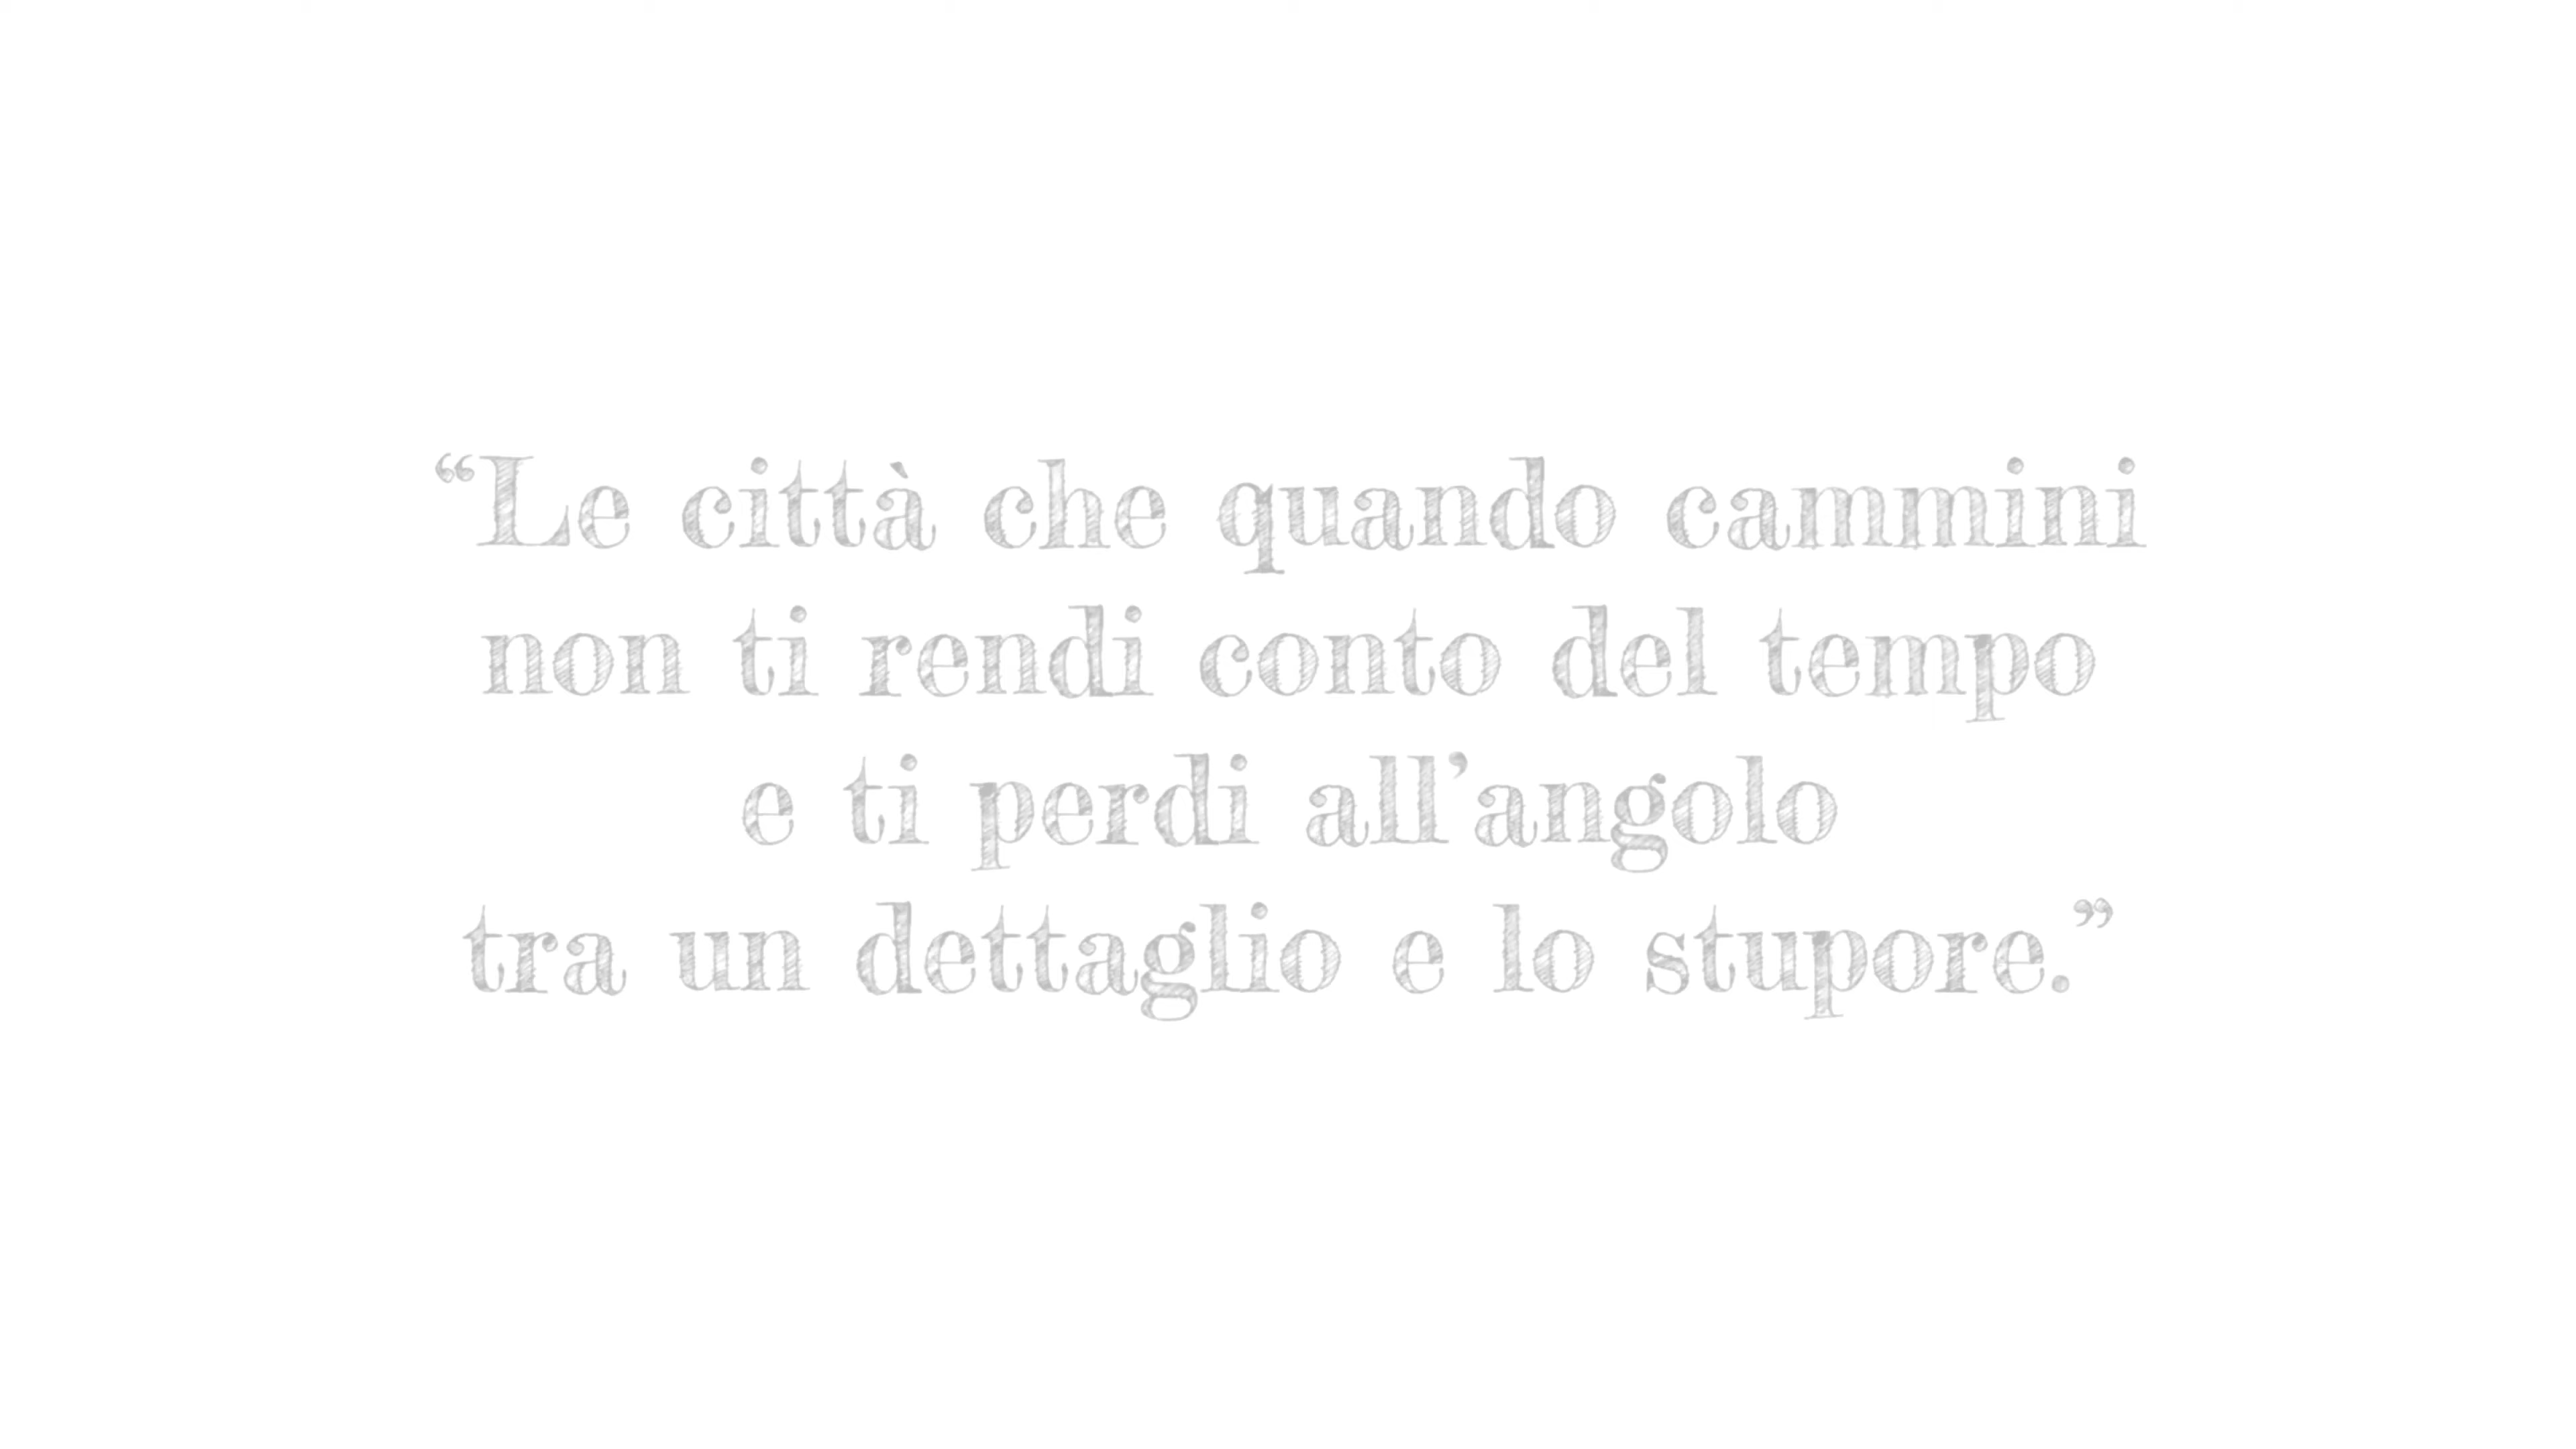 “Le città che quando cammini
non ti rendi conto del tempo
e ti perdi all’angolo
tra un dettaglio e lo stupore.”